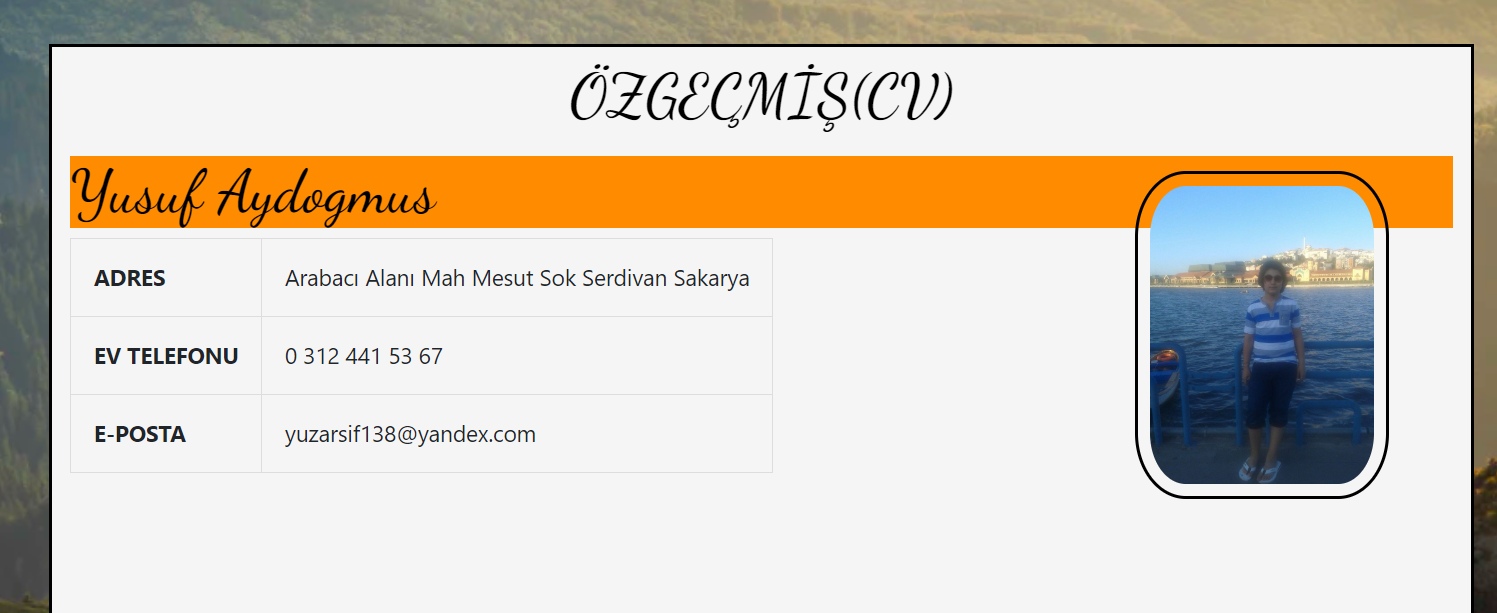 ÖZGEÇMİŞ(CV)
Yusuf Aydogmus
ADRES Arabacı Alanı Mah Mesut Sok Serdivan Sakarya
EV TELEFONU 0 312 441 53 67
E-POSTA yuzarsif138@yandex.com